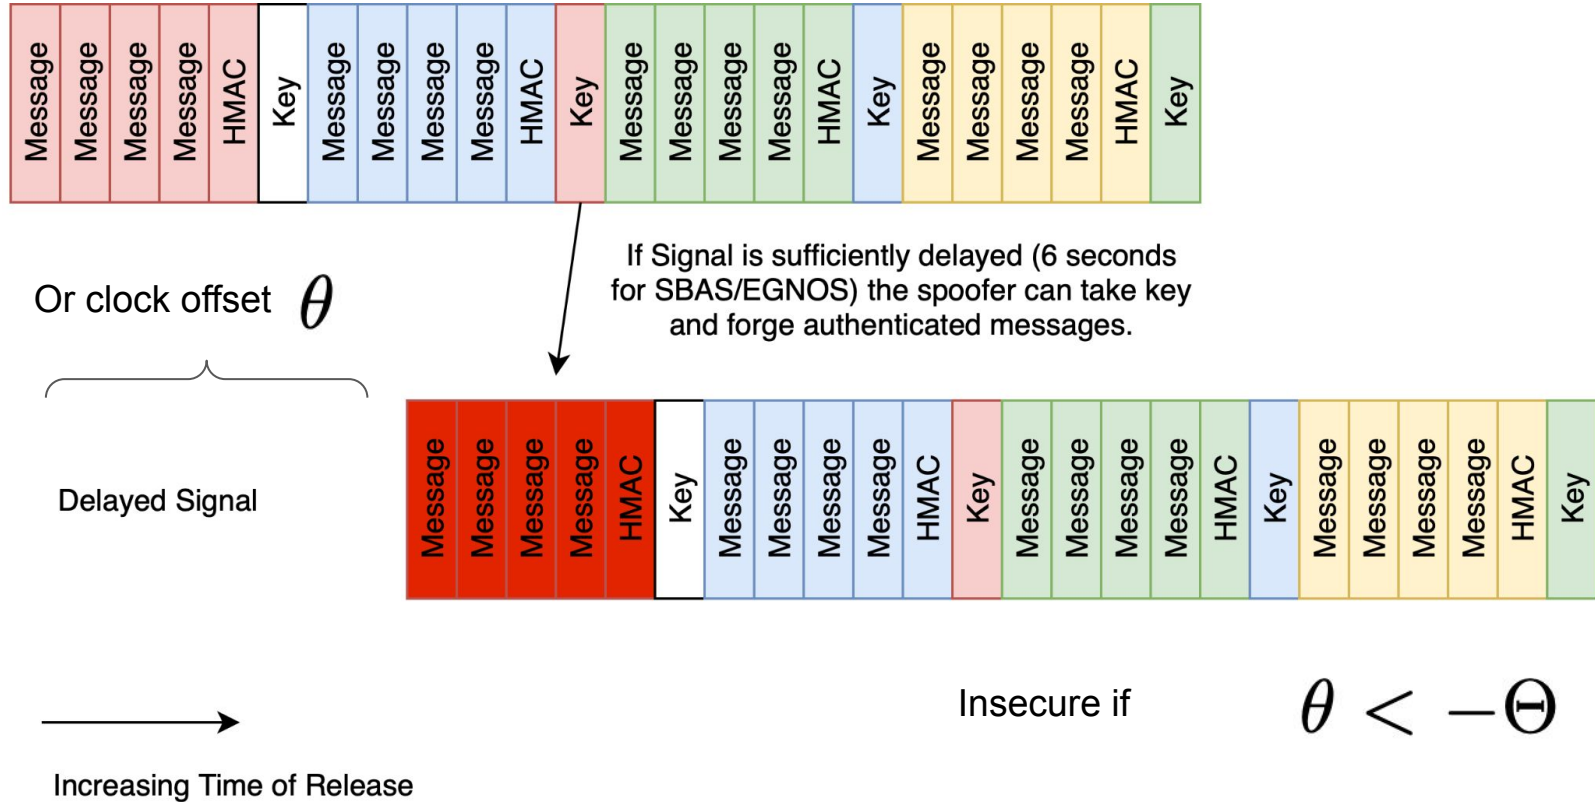 Message Message Message Message HMAC Key Message Message Message Message HMAC Key Message Message Message Message HMAC Key Message Message Message Message HMAC Key
If Signal is sufficiently delayed (6 seconds
for SBAS/EGNOS) the spoofer can take key
and forge authenticated messages.
Or clock offset θ
Message Message Message Message HMAC Key Message Message Message Message HMAC Key Message Message Message Message HMAC Key Message Message Message Message HMAC Key
Delayed Signal
Insecure if θ < −Θ
Increasing Time of Release